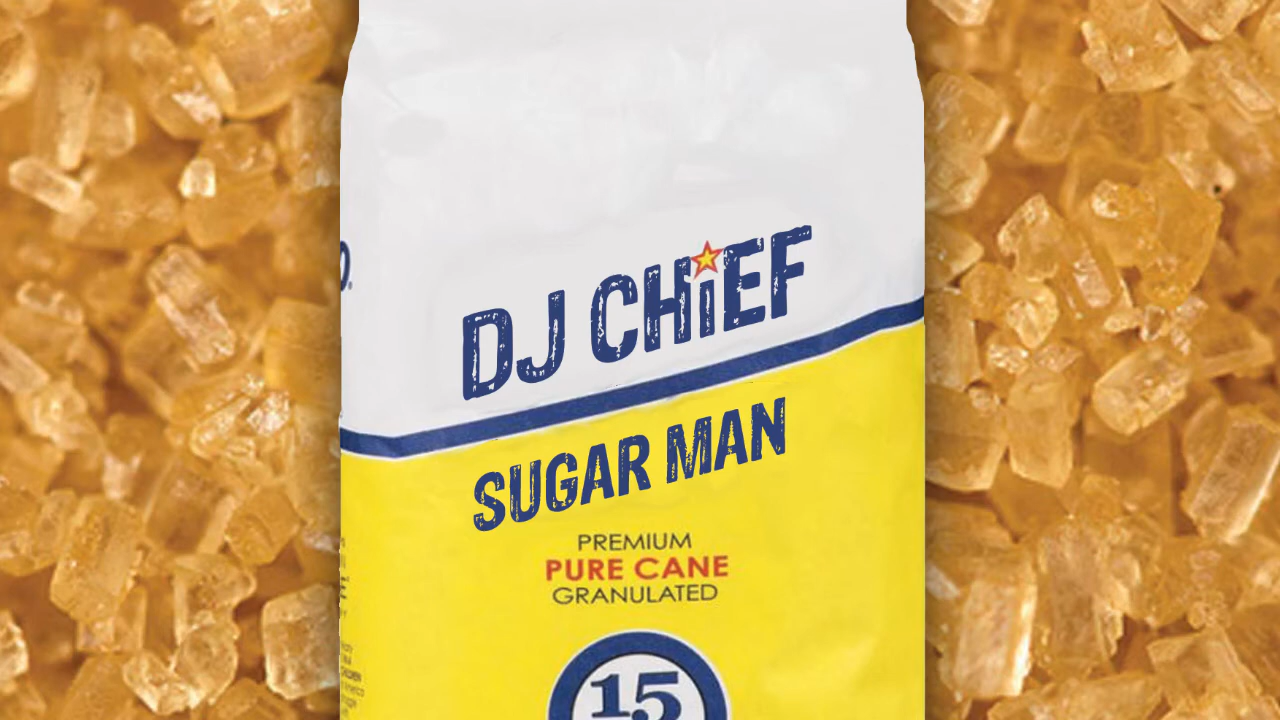 DJ CHiEF
SUGAR MAN
PREMIUM
PURE CANE
GRANULATED
15